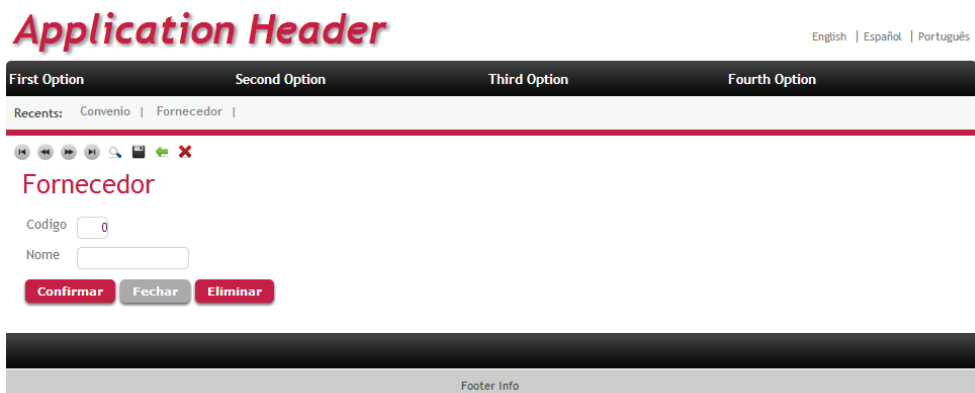 Application Header
English | Español | Português
First Option Second Option Third Option Fourth Option
Recents: Convenio | Fornecedor |
Fornecedor
Codigo 0
Nome
Confirmar Fechar Eliminar
Footer Info